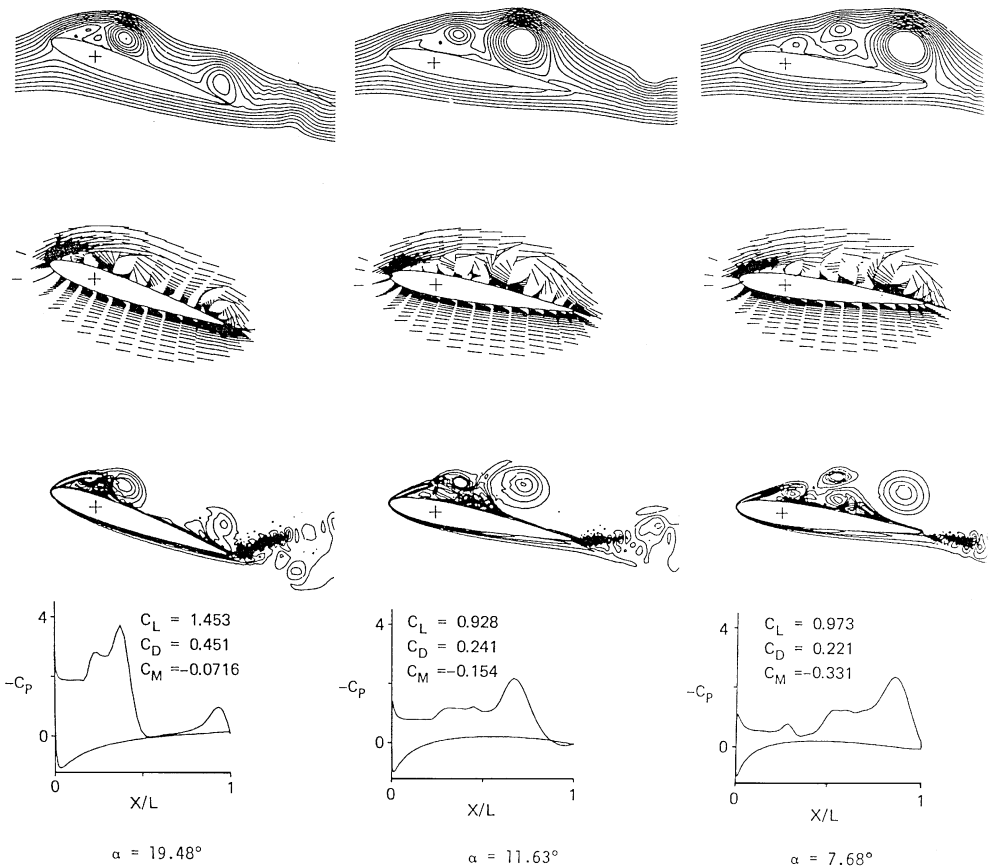 4
C_L = 1.453
C_D = 0.451
C_M =-0.0716
-C_P
0
0
1
X/L
α = 19.48°
4
C_L = 0.928
C_D = 0.241
C_M =-0.154
-C_P
0
0
1
X/L
α = 11.63°
4
C_L = 0.973
C_D = 0.221
C_M =-0.331
-C_P
0
0
1
X/L
α = 7.68°